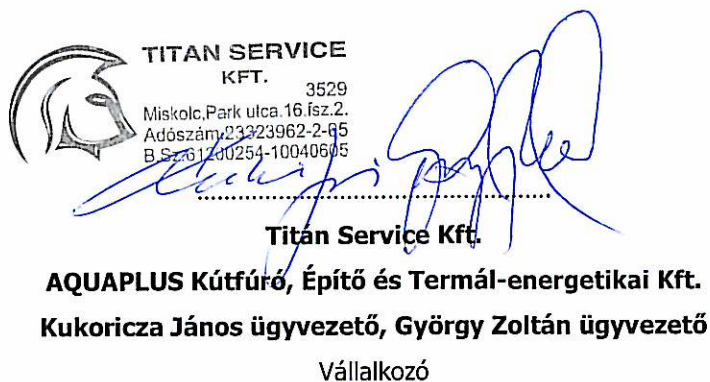 TITAN SERVICE
KFT.
3529
Miskolc,Park ulca.16.fsz.2.
Adószám:23323962-2-05
B.Sz:61200254-10040605
Titán Service Kft.
AQUAPLUS Kútfúró, Építő és Termál-energetikai Kft.
Kukoricza János ügyvezető, György Zoltán ügyvezető
Vállalkozó